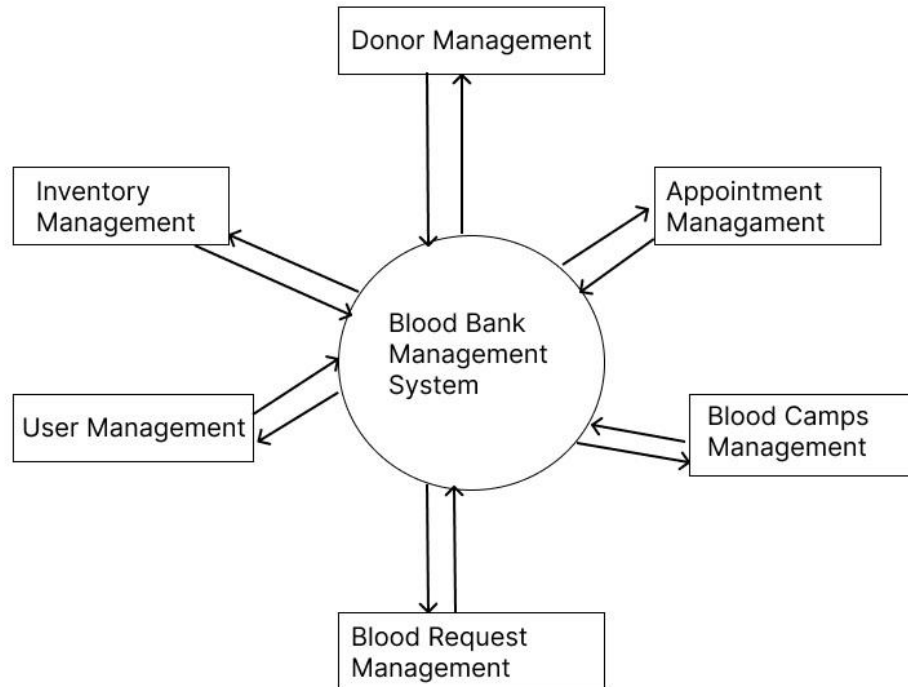 Donor Management
Inventory
Management
Appointment
Managament
Blood Bank
Management
System
User Management
Blood Camps
Management
Blood Request
Management